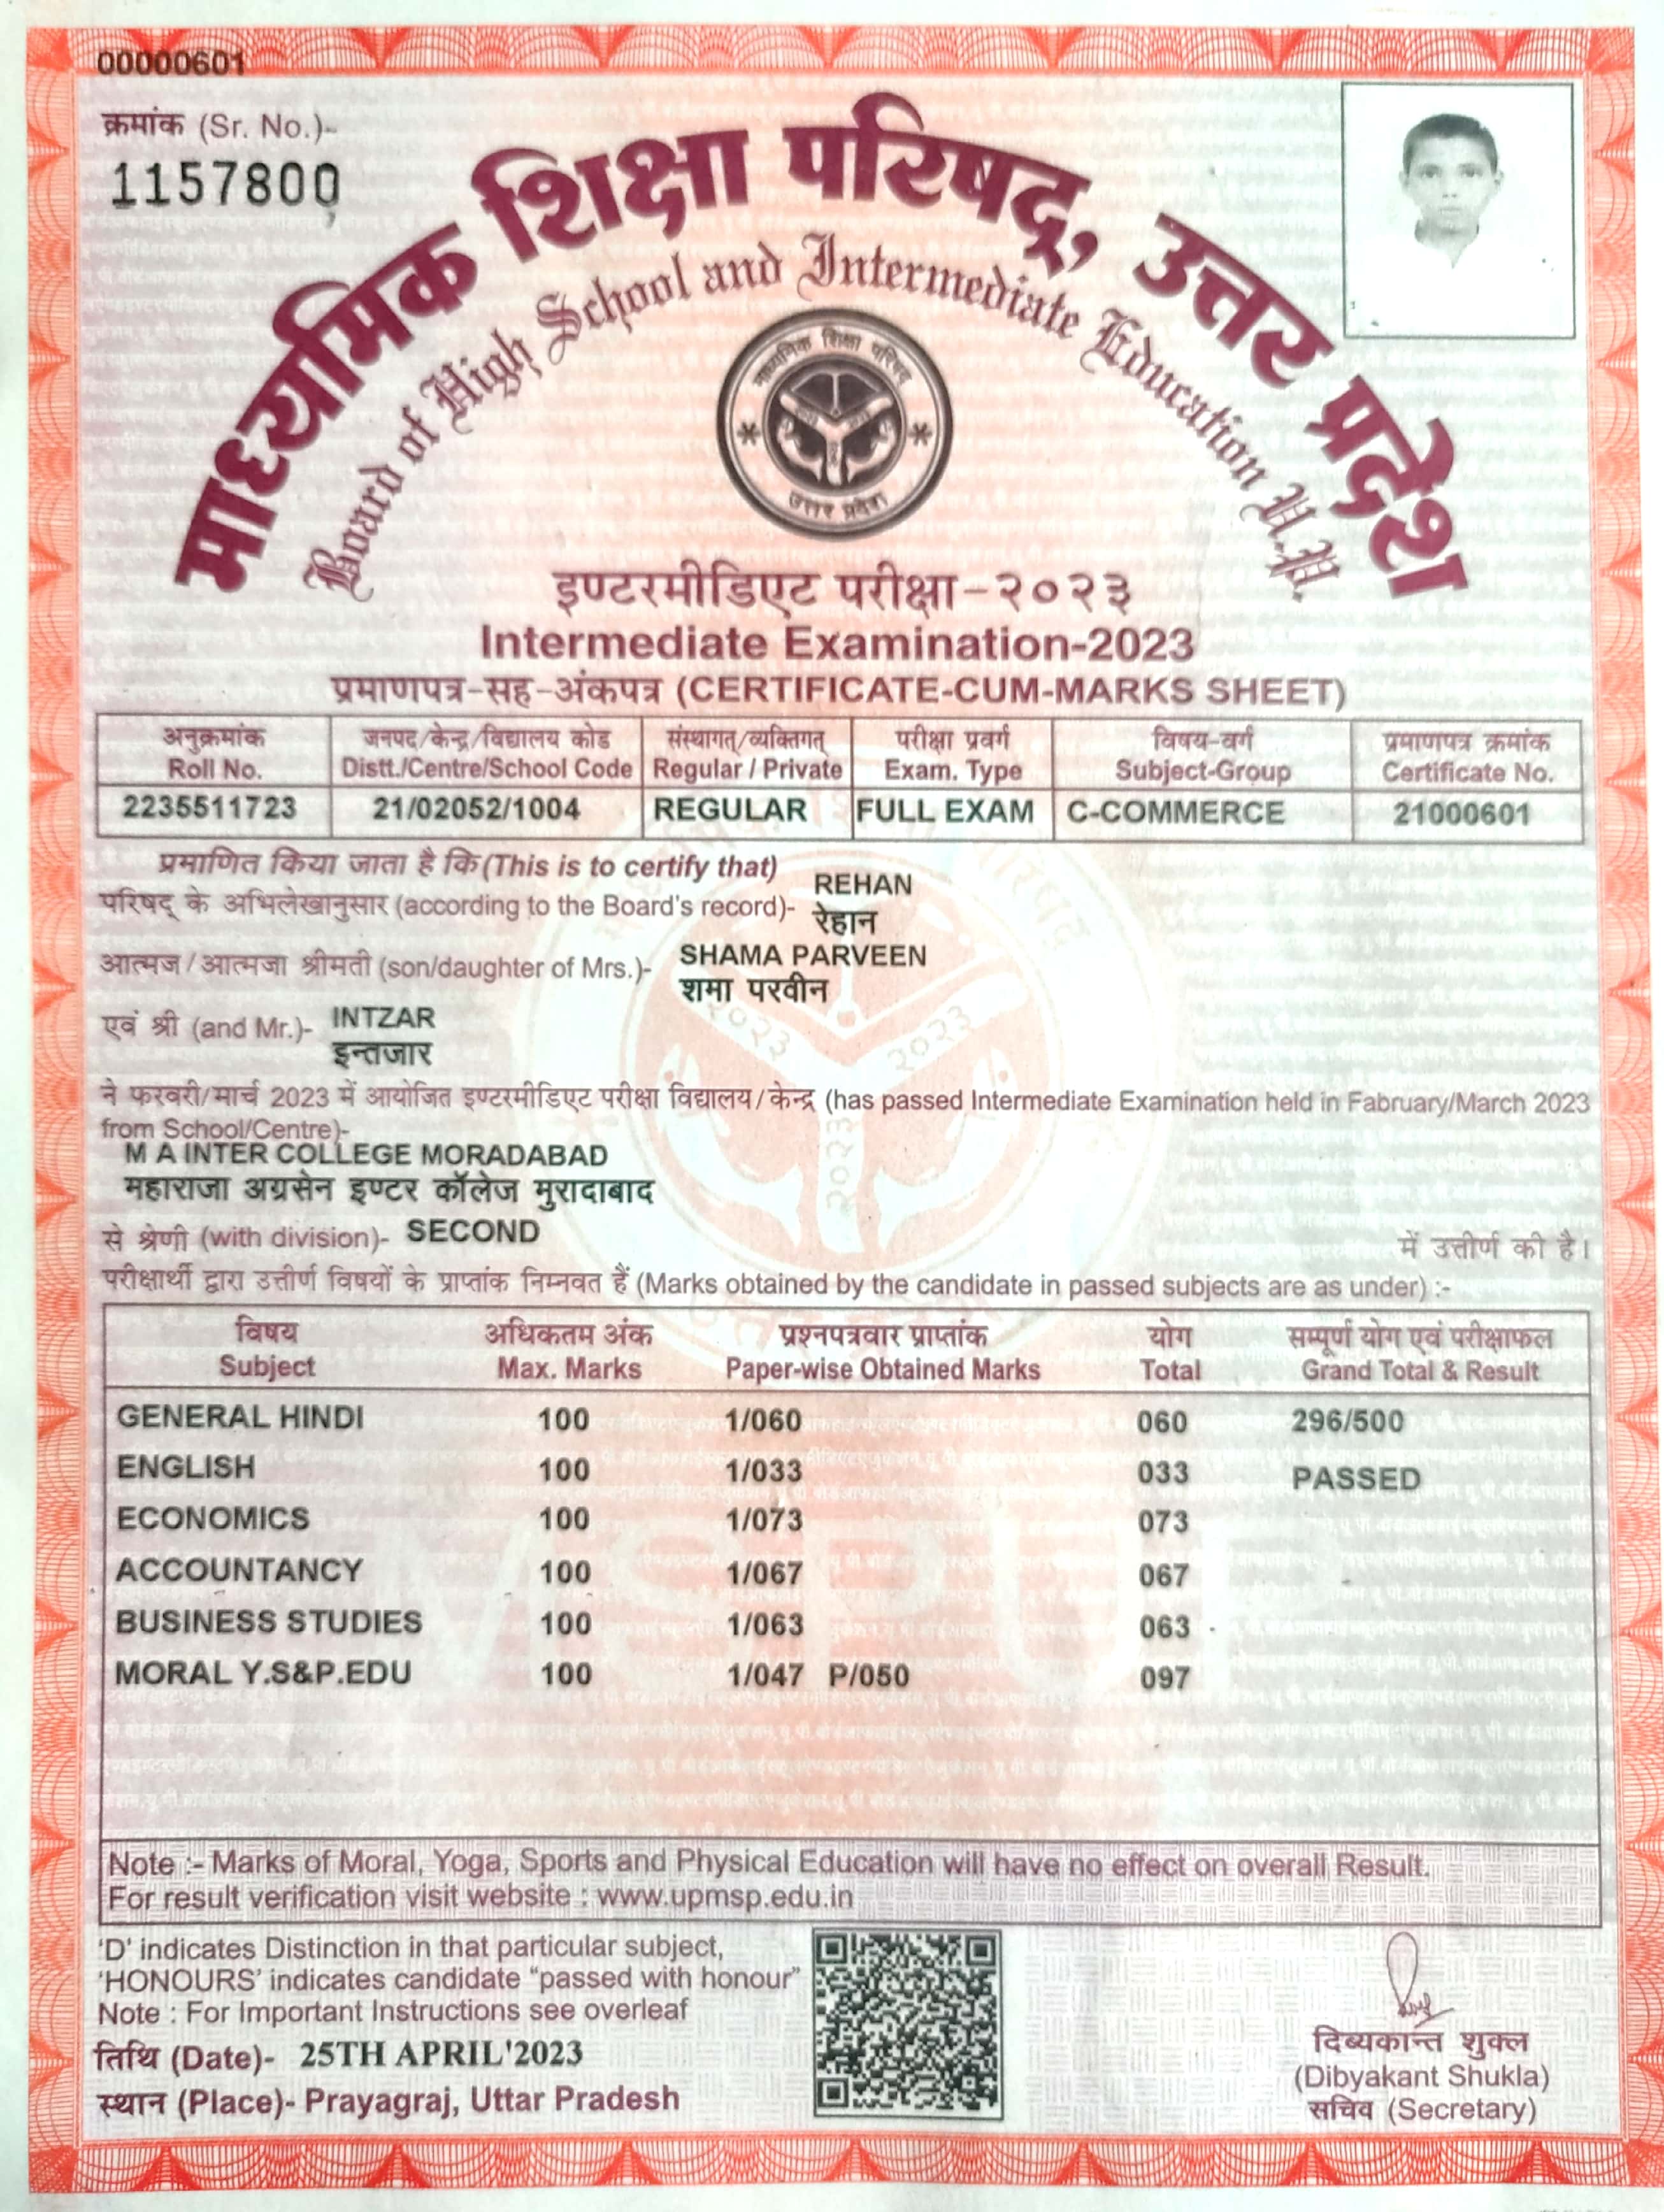 00000601
क्रमांक (Sr. No.)-
1157800
माध्यमिक शिक्षा परिषद्, उत्तर प्रदेश
Board of High School and Intermediate Education U.P.
माध्यमिक शिक्षा परिषद
उत्तर प्रदेश
इण्टरमीडिएट परीक्षा-२०२३
Intermediate Examination-2023
प्रमाणपत्र-सह-अंकपत्र (CERTIFICATE-CUM-MARKS SHEET)
अनुक्रमांक जनपद/केन्द्र/विद्यालय कोड संस्थागत्/व्यक्तिगत् परीक्षा प्रवर्ग विषय-वर्ग प्रमाणपत्र क्रमांक
Roll No. Distt./Centre/School Code Regular / Private Exam. Type Subject-Group Certificate No.
2235511723 21/02052/1004 REGULAR FULL EXAM C-COMMERCE 21000601
प्रमाणित किया जाता है कि (This is to certify that)
परिषद् के अभिलेखानुसार (according to the Board's record)- REHAN
रेहान
आत्मज/आत्मजा श्रीमती (son/daughter of Mrs.)- SHAMA PARVEEN
शमा परवीन
एवं श्री (and Mr.)- INTZAR
इन्तजार
ने फरवरी/मार्च 2023 में आयोजित इण्टरमीडिएट परीक्षा विद्यालय/केन्द्र (has passed Intermediate Examination held in Fabruary/March 2023
from School/Centre)-
M A INTER COLLEGE MORADABAD
महाराजा अग्रसेन इण्टर कॉलेज मुरादाबाद
से श्रेणी (with division)- SECOND में उत्तीर्ण की है।
परीक्षार्थी द्वारा उत्तीर्ण विषयों के प्राप्तांक निम्नवत हैं (Marks obtained by the candidate in passed subjects are as under) :-
विषय अधिकतम अंक प्रश्नपत्रवार प्राप्तांक योग सम्पूर्ण योग एवं परीक्षाफल
Subject Max. Marks Paper-wise Obtained Marks Total Grand Total & Result
GENERAL HINDI 100 1/060 060 296/500
ENGLISH 100 1/033 033 PASSED
ECONOMICS 100 1/073 073
ACCOUNTANCY 100 1/067 067
BUSINESS STUDIES 100 1/063 063
MORAL Y.S&P.EDU 100 1/047 P/050 097
Note :- Marks of Moral, Yoga, Sports and Physical Education will have no effect on overall Result.
For result verification visit website : www.upmsp.edu.in
'D' indicates Distinction in that particular subject,
'HONOURS' indicates candidate "passed with honour"
Note : For Important Instructions see overleaf
तिथि (Date)- 25TH APRIL'2023
स्थान (Place)- Prayagraj, Uttar Pradesh
दिब्यकान्त शुक्ल
(Dibyakant Shukla)
सचिव (Secretary)